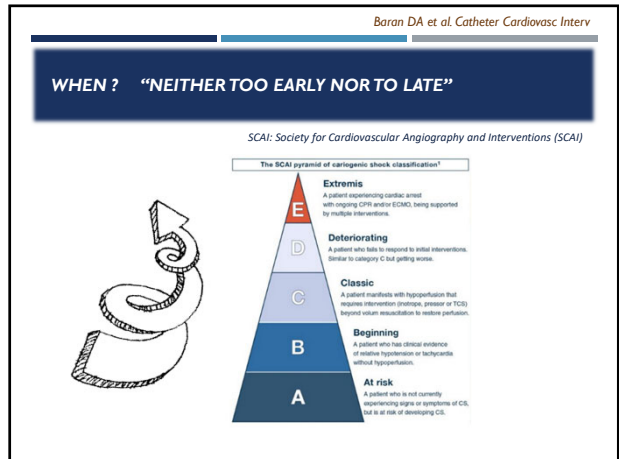 Baran DA et al. Catheter Cardiovasc Interv
WHEN ? “NEITHER TOO EARLY NOR TO LATE”
SCAI: Society for Cardiovascular Angiography and Interventions (SCAI)
The SCAI pyramid of cariogenic shock classification¹
E
Extremis
A patient experiencing cardiac arrest
with ongoing CPR and/or ECMO, being supported
by multiple interventions.
D
Deteriorating
A patient who fails to respond to initial interventions.
Similar to category C but getting worse.
C
Classic
A patient manifests with hypoperfusion that
requires intervention (inotrope, pressor or TCS)
beyond volum resuscitation to restore perfusion.
B
Beginning
A patient who has clinical evidence
of relative hypotension or tachycardia
without hypoperfusion.
A
At risk
A patient who is not currently
experiencing signs or symptoms of CS,
but is at risk of developing CS.